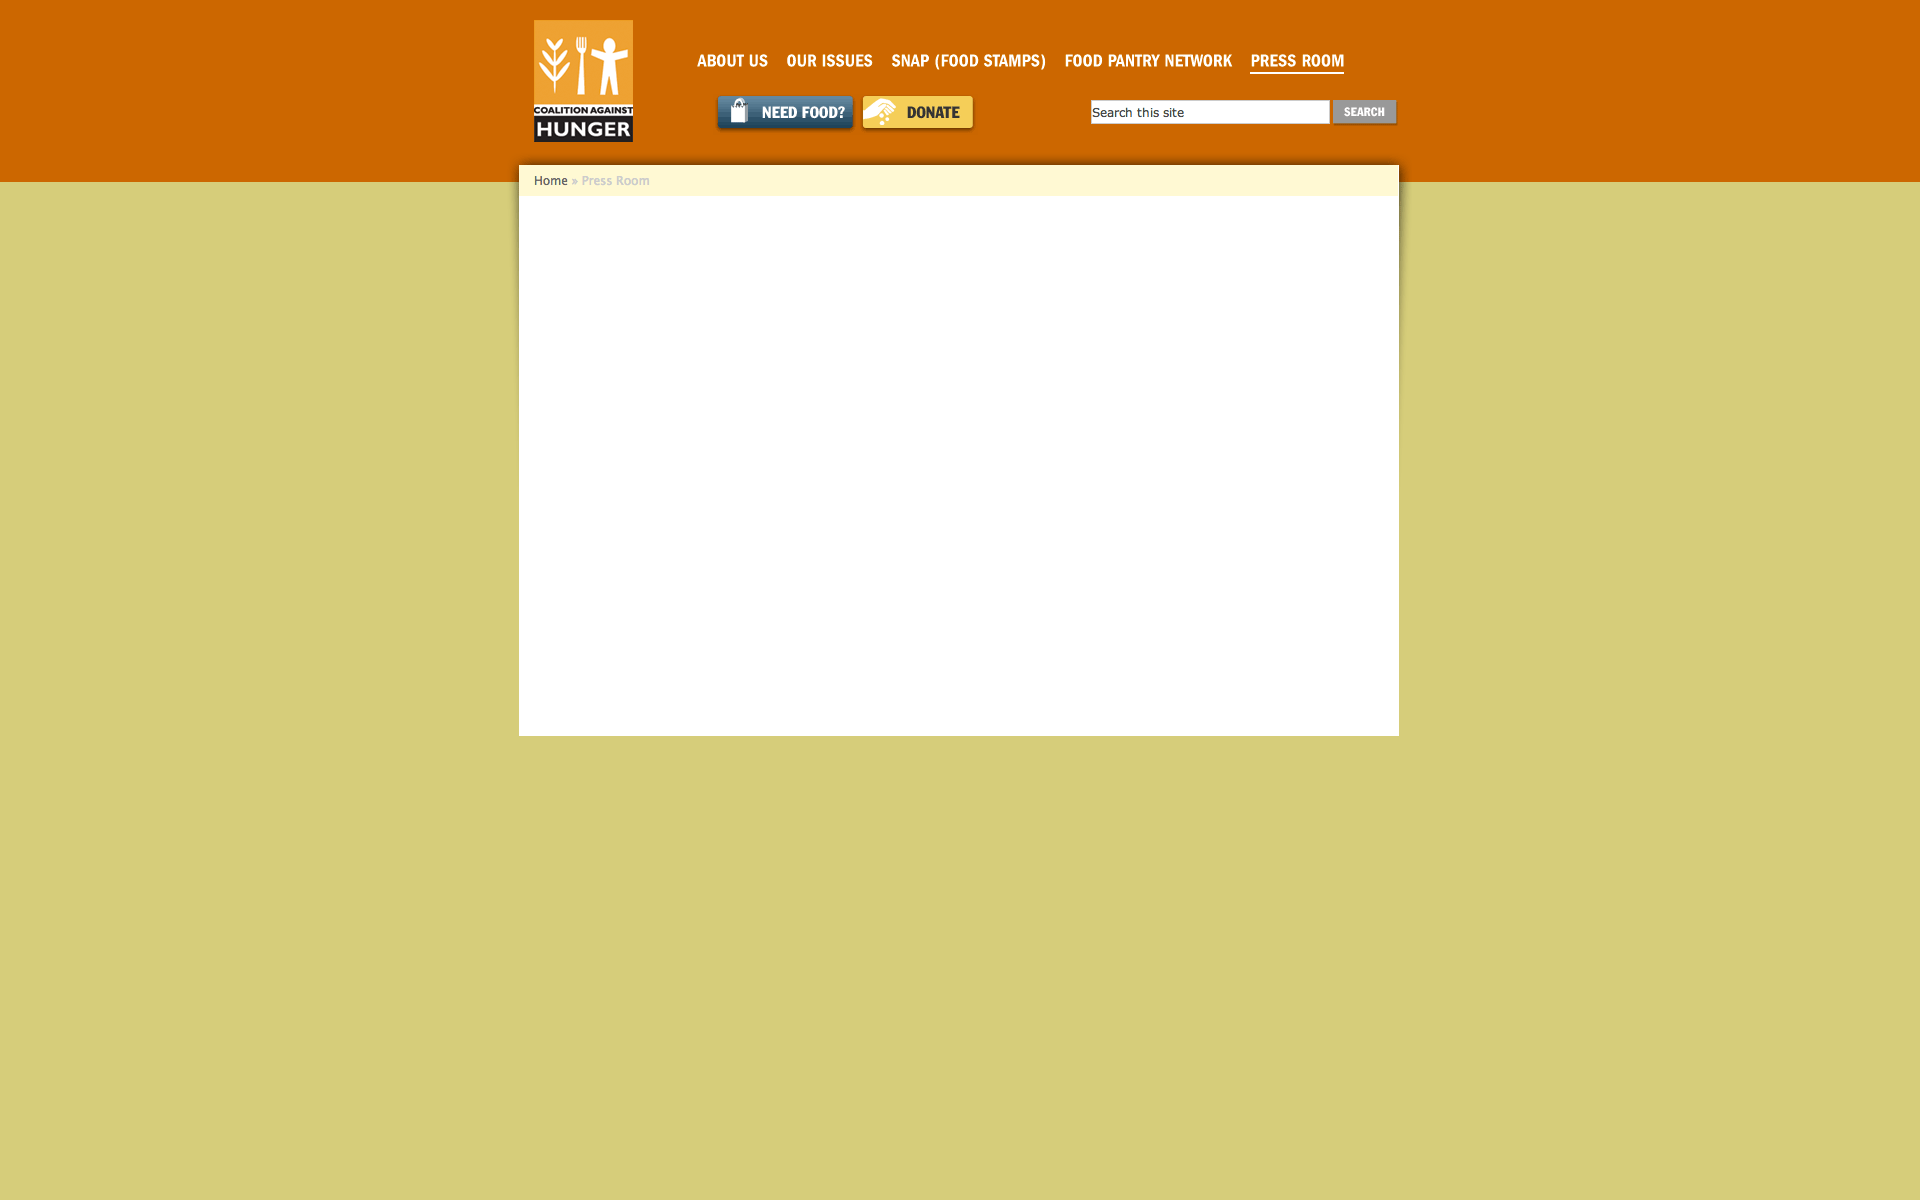 COALITION AGAINST
HUNGER
ABOUT US OUR ISSUES SNAP (FOOD STAMPS) FOOD PANTRY NETWORK PRESS ROOM
NEED FOOD? DONATE Search this site SEARCH
Home » Press Room